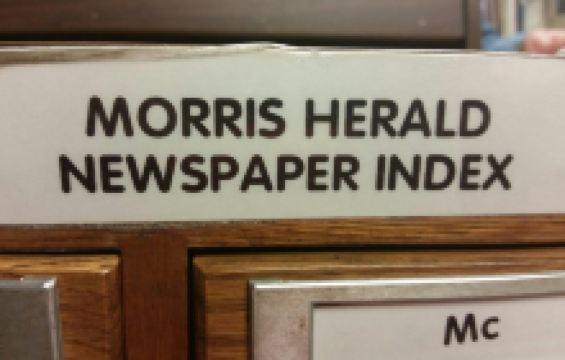 MORRIS HERALD
NEWSPAPER INDEX
Mc